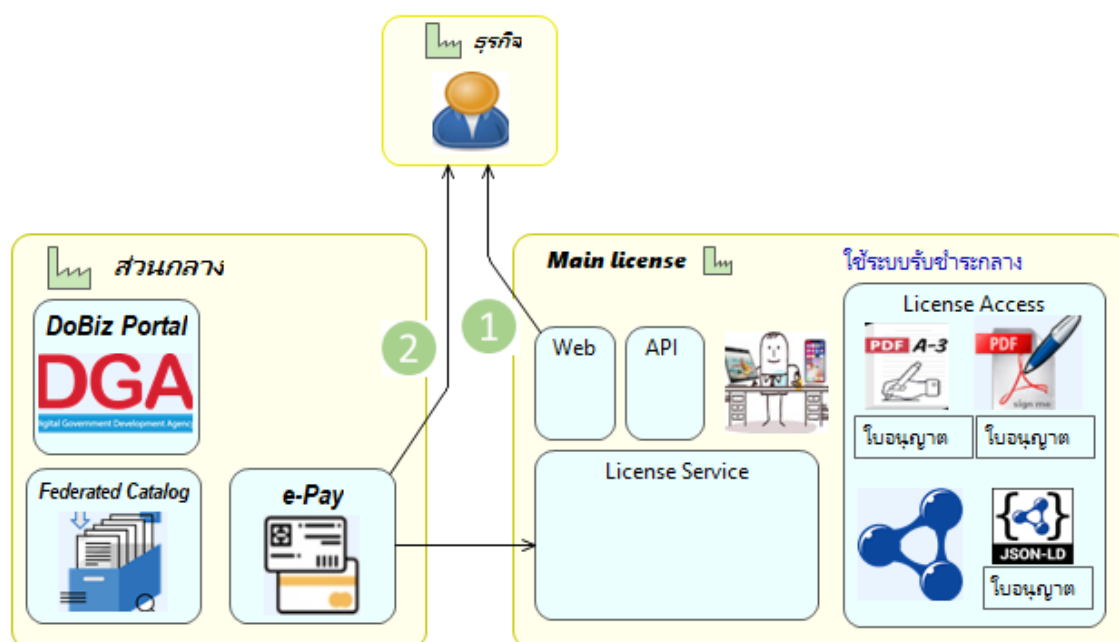 ธุรกิจ
ส่วนกลาง
DoBiz Portal
DGA
Digital Government Development Agency
Federated Catalog
e-Pay
2
1
Main license
ใช้ระบบรับชำระกลาง
Web
API
License Service
License Access
PDF A-3
PDF
sign me
ใบอนุญาต
ใบอนุญาต
{ }
JSON-LD
ใบอนุญาต